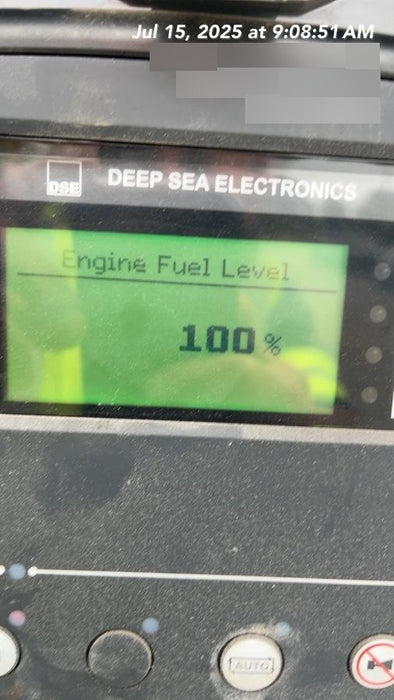 Jul 15, 2025 at 9:08:51 AM
DSE DEEP SEA ELECTRONICS
Engine Fuel Level
100%
AUTO